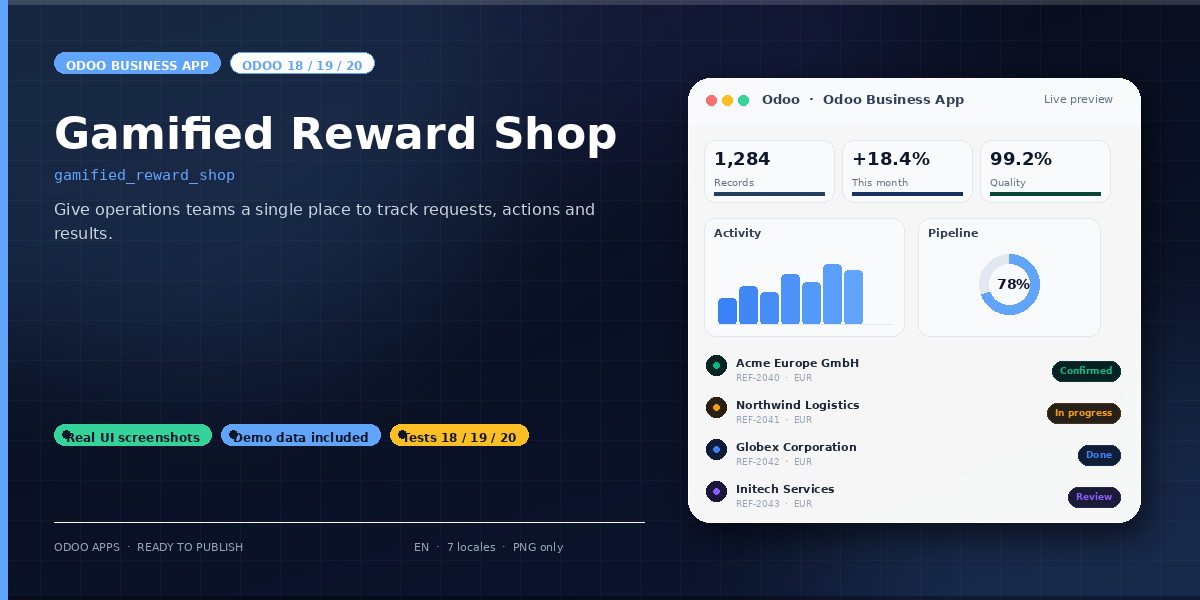 ODOO BUSINESS APP
ODOO 18 / 19 / 20
Gamified Reward Shop
gamified_reward_shop
Give operations teams a single place to track requests, actions and
results.
Real UI screenshots
Demo data included
Tests 18 / 19 / 20
ODOO APPS · READY TO PUBLISH
EN · 7 locales · PNG only
Odoo · Odoo Business App
Live preview
1,284
Records
+18.4%
This month
99.2%
Quality
Activity
Pipeline
78%
Acme Europe GmbH
REF-2040 · EUR
Confirmed
Northwind Logistics
REF-2041 · EUR
In progress
Globex Corporation
REF-2042 · EUR
Done
Initech Services
REF-2043 · EUR
Review